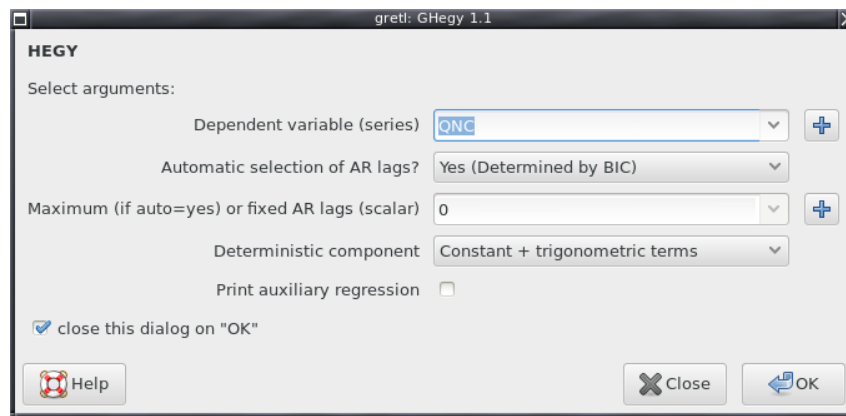 gretl: GHegy 1.1
HEGY
Select arguments:
Dependent variable (series) QNC
Automatic selection of AR lags? Yes (Determined by BIC)
Maximum (if auto=yes) or fixed AR lags (scalar) 0
Deterministic component Constant + trigonometric terms
Print auxiliary regression
close this dialog on "OK"
Help Close OK